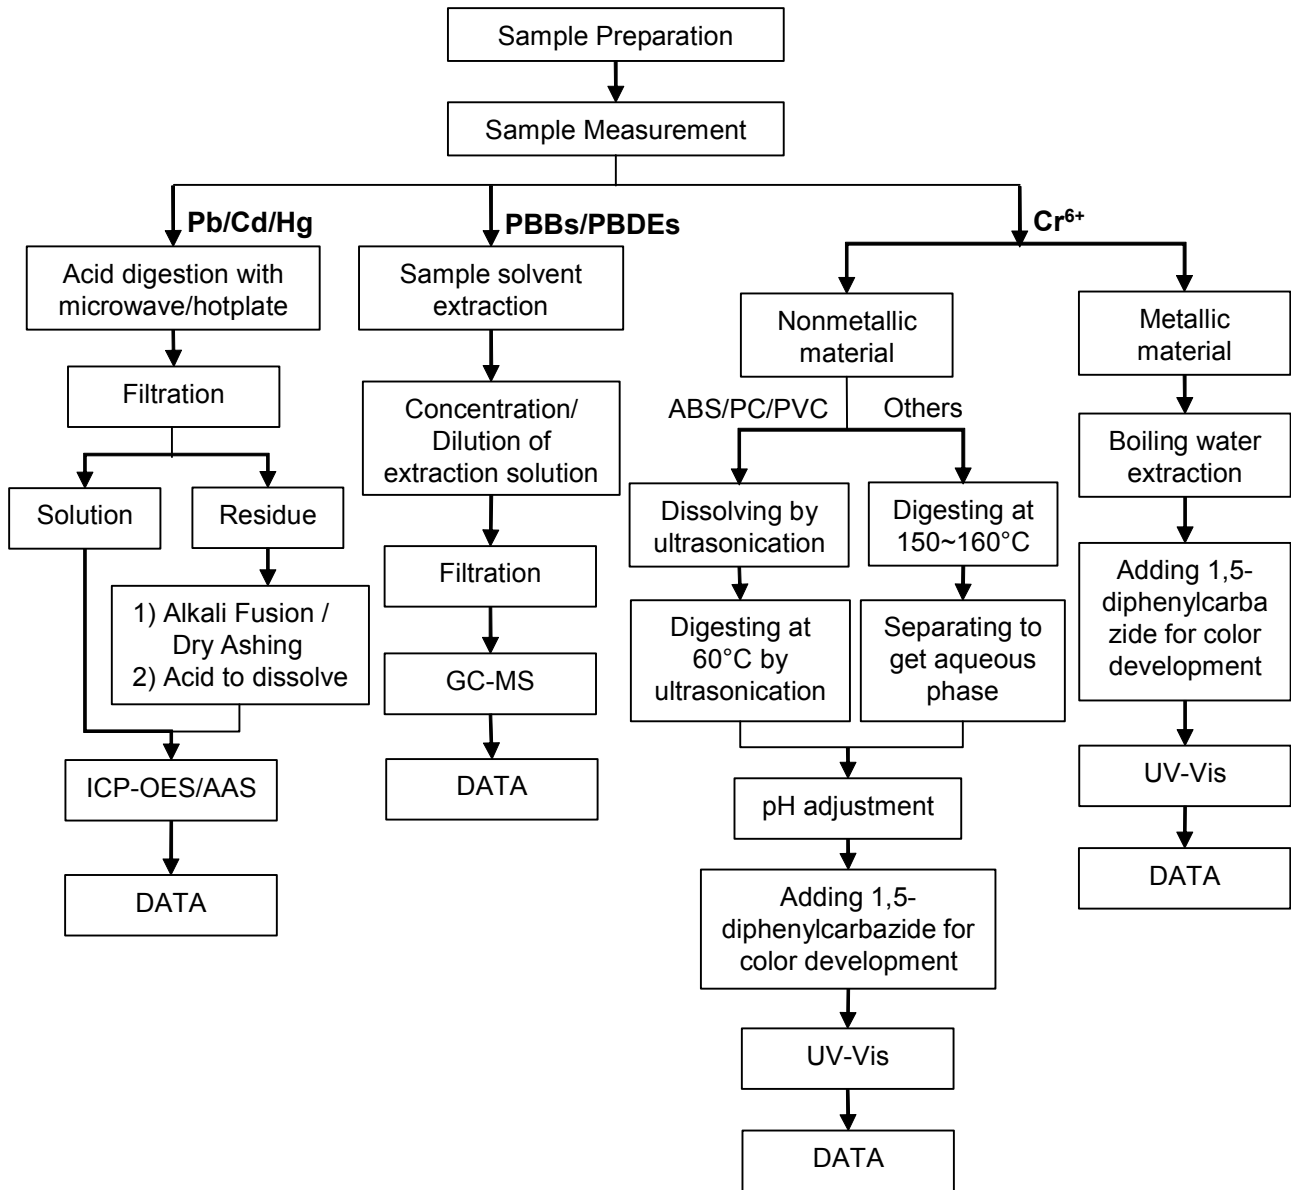 Sample Preparation
Sample Measurement
Pb/Cd/Hg
PBBs/PBDEs
Cr⁶⁺
Acid digestion with
microwave/hotplate
Filtration
Solution
Residue
1) Alkali Fusion /
Dry Ashing
2) Acid to dissolve
ICP-OES/AAS
DATA
Sample solvent
extraction
Concentration/
Dilution of
extraction solution
Filtration
GC-MS
DATA
Nonmetallic
material
ABS/PC/PVC
Others
Dissolving by
ultrasonication
Digesting at
60°C by
ultrasonication
Digesting at
150~160°C
Separating to
get aqueous
phase
pH adjustment
Adding 1,5-
diphenylcarbazide for
color development
UV-Vis
DATA
Metallic
material
Boiling water
extraction
Adding 1,5-
diphenylcarba
zide for color
development
UV-Vis
DATA